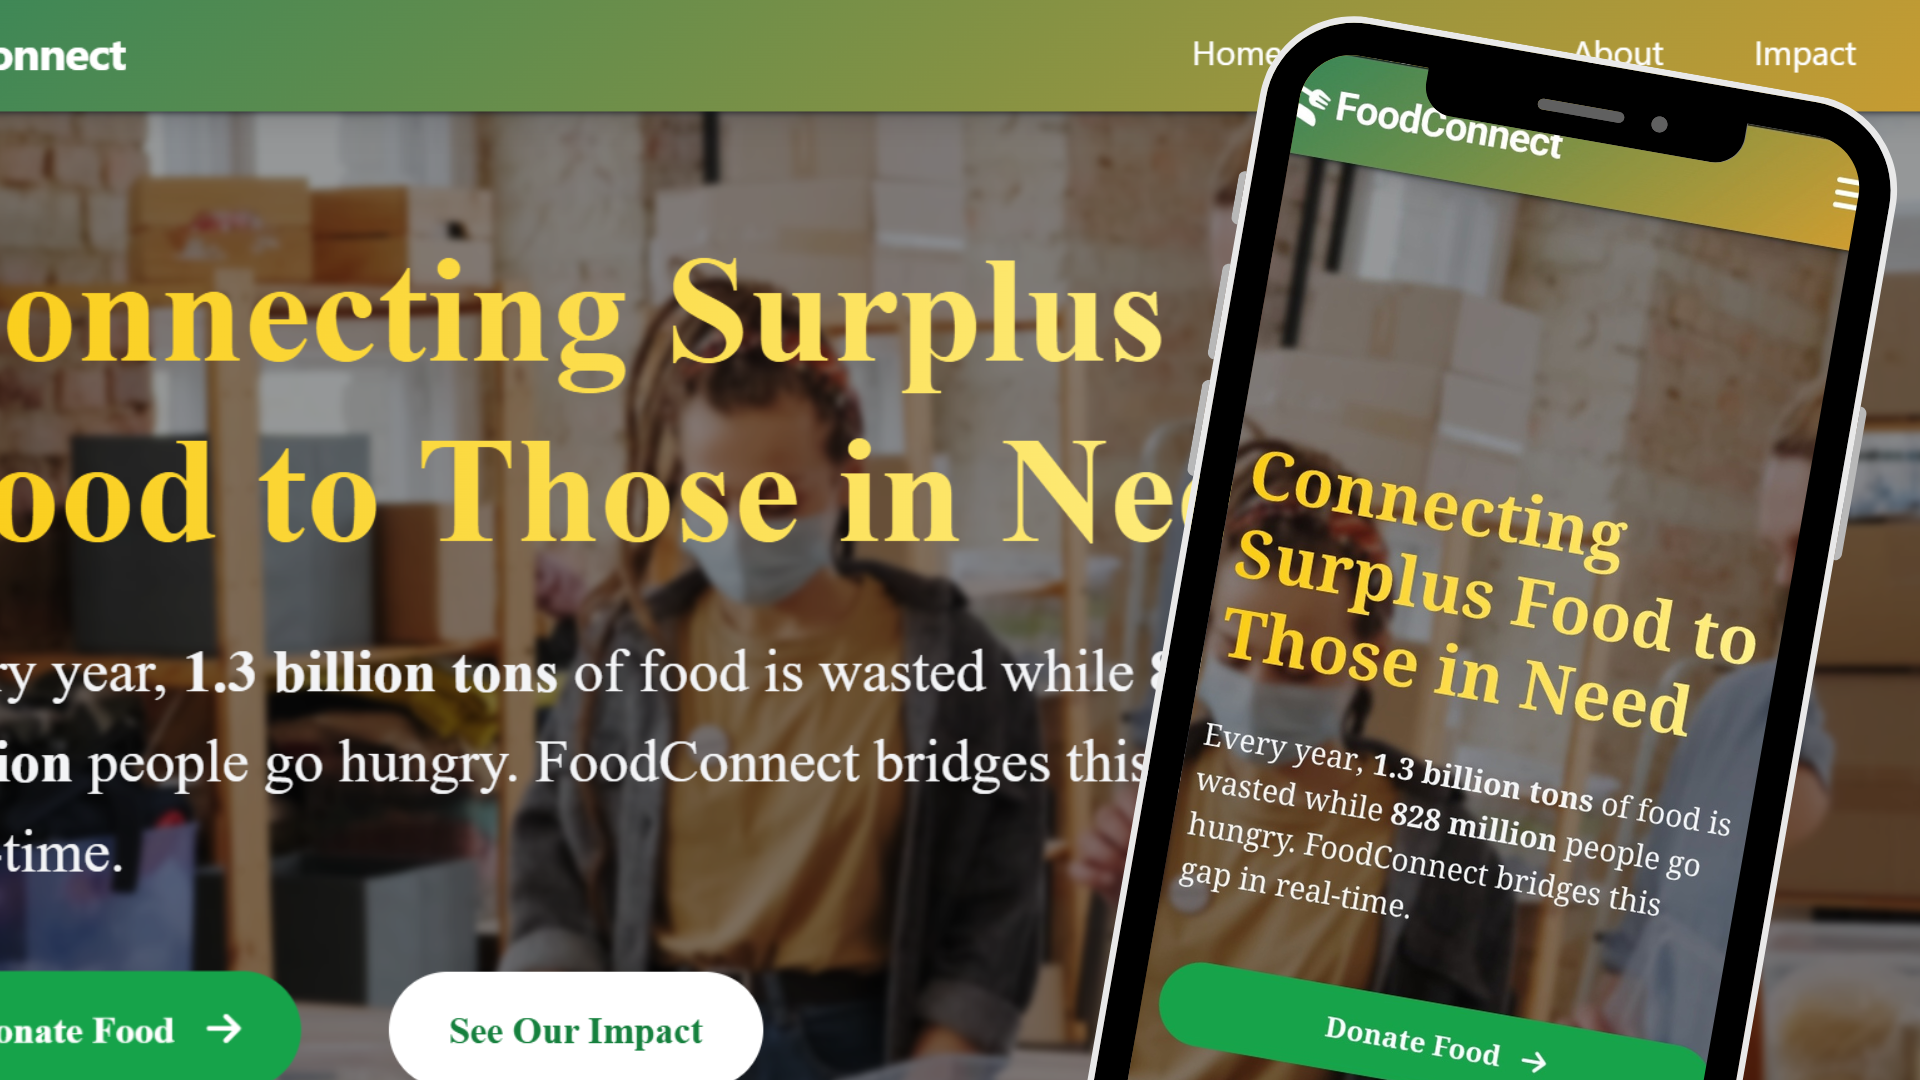 onnect
Home
About
Impact
onnecting Surplus
ood to Those in Ne
ry year, 1.3 billion tons of food is wasted while
ion people go hungry. FoodConnect bridges this
-time.
onate Food
See Our Impact
FoodConnect
Connecting
Surplus Food to
Those in Need
Every year, 1.3 billion tons of food is
wasted while 828 million people go
hungry. FoodConnect bridges this
gap in real-time.
Donate Food